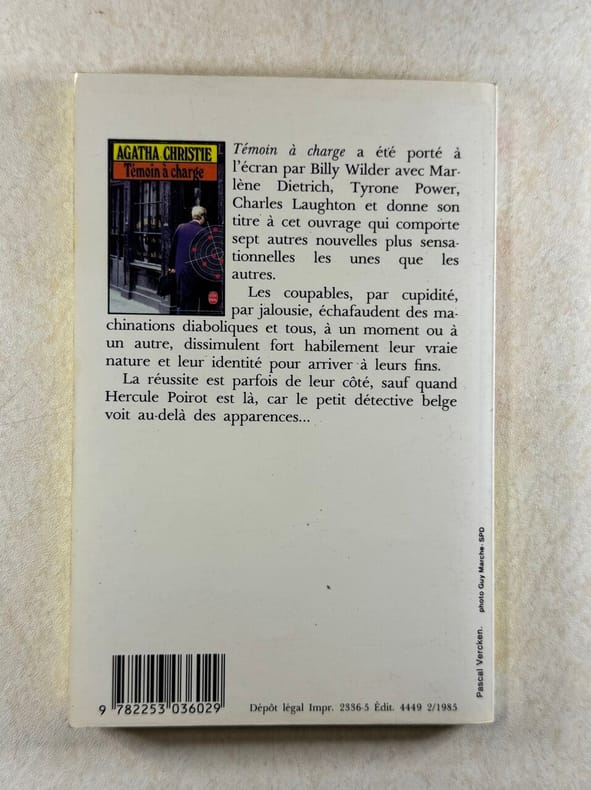 AGATHA CHRISTIE
Témoin à charge
Témoin à charge a été porté à
l'écran par Billy Wilder avec Mar-
lène Dietrich, Tyrone Power,
Charles Laughton et donne son
titre à cet ouvrage qui comporte
sept autres nouvelles plus sensa-
tionnelles les unes que les
autres.
Les coupables, par cupidité,
par jalousie, échafaudent des ma-
chinations diaboliques et tous, à un moment ou à
un autre, dissimulent fort habilement leur vraie
nature et leur identité pour arriver à leurs fins.
La réussite est parfois de leur côté, sauf quand
Hercule Poirot est là, car le petit détective belge
voit au-delà des apparences...
Pascal Vercken. photo Guy Marche-SPD
9 782253 036029
Dépôt légal Impr. 2336-5 Édit. 4449 2/1985